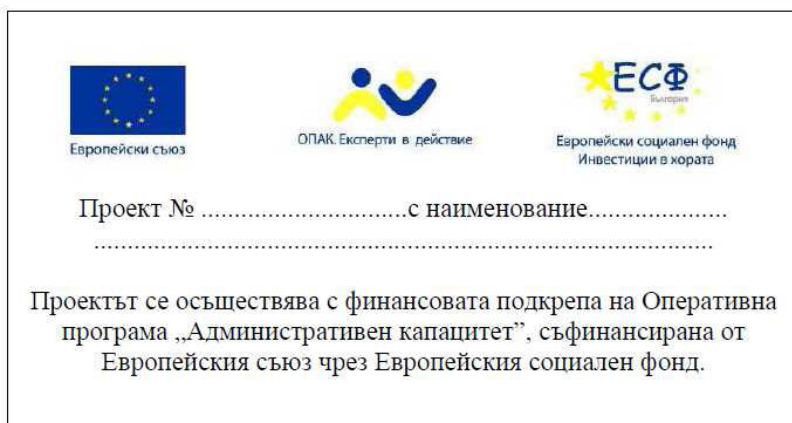 ЕСФ
България
Европейски съюз
ОПАК. Експерти в действие
Европейски социален фонд
Инвестиции в хората
Проект № ...............................с наименование.....................
.............................................................................................
Проектът се осъществява с финансовата подкрепа на Оперативна
програма „Административен капацитет”, съфинансирана от
Европейския съюз чрез Европейския социален фонд.